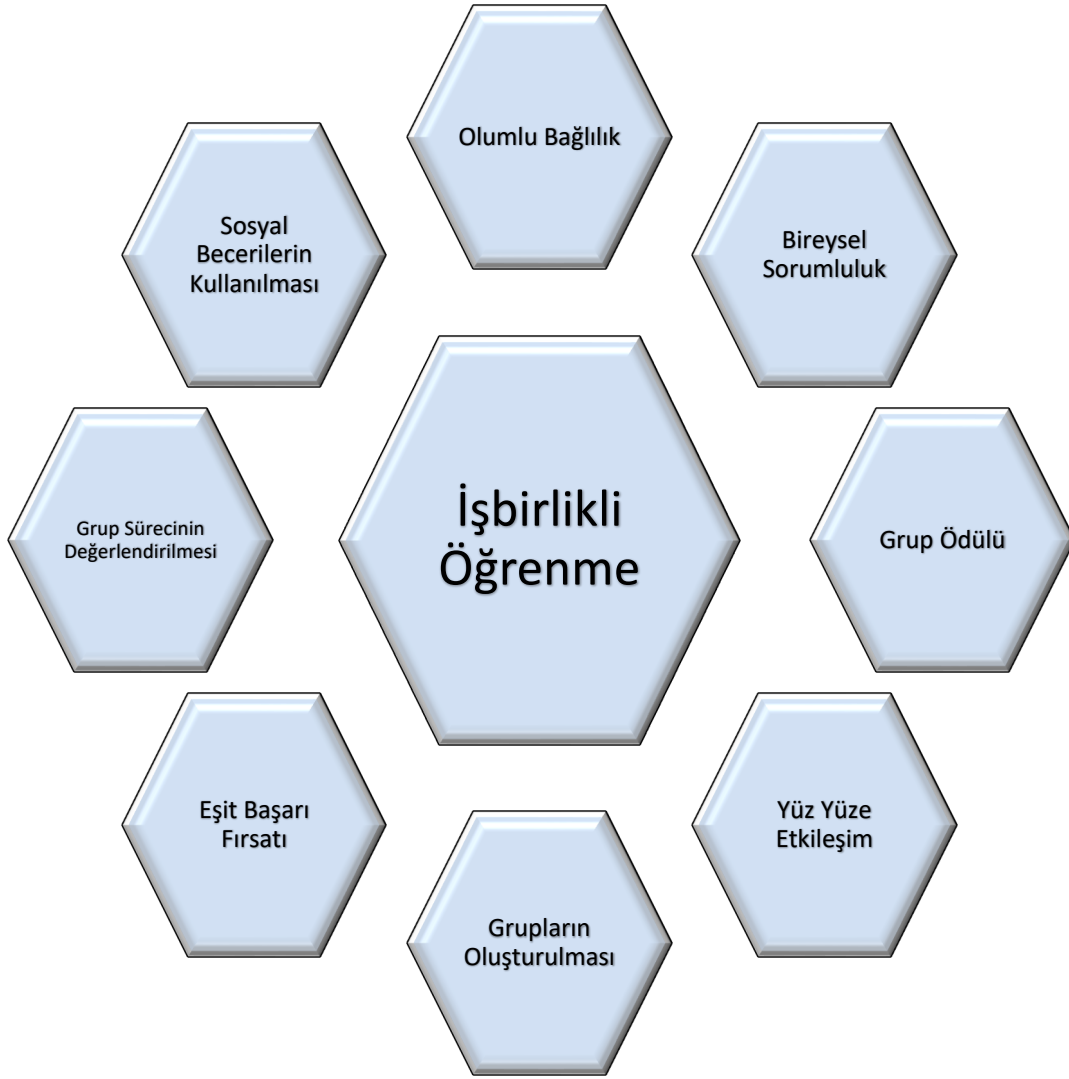 Olumlu Bağlılık
Sosyal
Becerilerin
Kullanılması
Bireysel
Sorumluluk
İşbirlikli
Öğrenme
Grup Sürecinin
Değerlendirilmesi
Grup Ödülü
Eşit Başarı
Fırsatı
Yüz Yüze
Etkileşim
Grupların
Oluşturulması